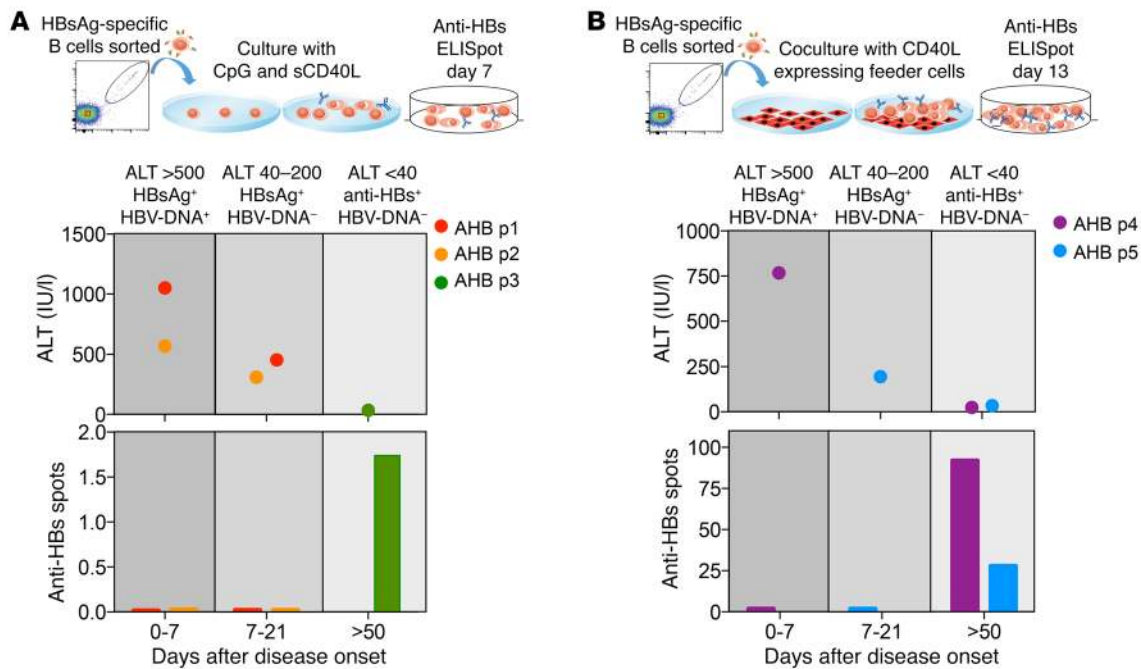 A
HBsAg-specific
B cells sorted
Culture with
CpG and sCD40L
Anti-HBs
ELISpot
day 7
ALT >500
HBsAg⁺
HBV-DNA⁺
ALT 40–200
HBsAg⁺
HBV-DNA⁻
ALT <40
anti-HBs⁺
HBV-DNA⁻
AHB p1
AHB p2
AHB p3
ALT (IU/l)
1500
1000
500
0
Anti-HBs spots
2.0
1.5
1.0
0.5
0.0
0-7
7-21
>50
Days after disease onset
B
HBsAg-specific
B cells sorted
Coculture with CD40L
expressing feeder cells
Anti-HBs
ELISpot
day 13
ALT >500
HBsAg⁺
HBV-DNA⁺
ALT 40–200
HBsAg⁺
HBV-DNA⁻
ALT <40
anti-HBs⁺
HBV-DNA⁻
AHB p4
AHB p5
ALT (IU/l)
1000
750
250
0
Anti-HBs spots
100
75
50
25
0
0-7
7-21
>50
Days after disease onset